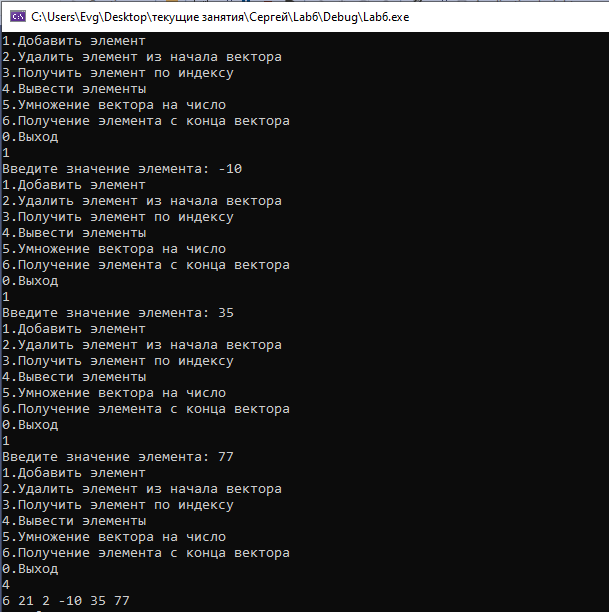 C:\Users\Evg\Desktop\текущие занятия\Сергей\Lab6\Debug\Lab6.exe
1.Добавить элемент
2.Удалить элемент из начала вектора
3.Получить элемент по индексу
4.Вывести элементы
5.Умножение вектора на число
6.Получение элемента с конца вектора
0.Выход
1
Введите значение элемента: -10
1.Добавить элемент
2.Удалить элемент из начала вектора
3.Получить элемент по индексу
4.Вывести элементы
5.Умножение вектора на число
6.Получение элемента с конца вектора
0.Выход
1
Введите значение элемента: 35
1.Добавить элемент
2.Удалить элемент из начала вектора
3.Получить элемент по индексу
4.Вывести элементы
5.Умножение вектора на число
6.Получение элемента с конца вектора
0.Выход
1
Введите значение элемента: 77
1.Добавить элемент
2.Удалить элемент из начала вектора
3.Получить элемент по индексу
4.Вывести элементы
5.Умножение вектора на число
6.Получение элемента с конца вектора
0.Выход
4
6 21 2 -10 35 77